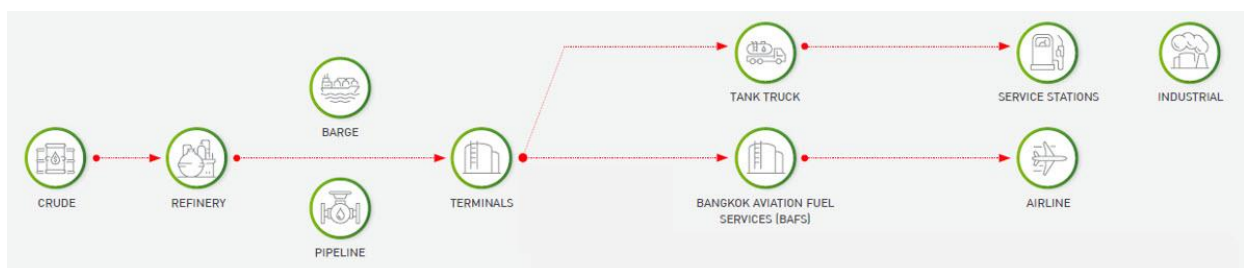 BARGE
TANK TRUCK
SERVICE STATIONS
INDUSTRIAL
CRUDE
REFINERY
TERMINALS
BANGKOK AVIATION FUEL
SERVICES (BAFS)
AIRLINE
PIPELINE